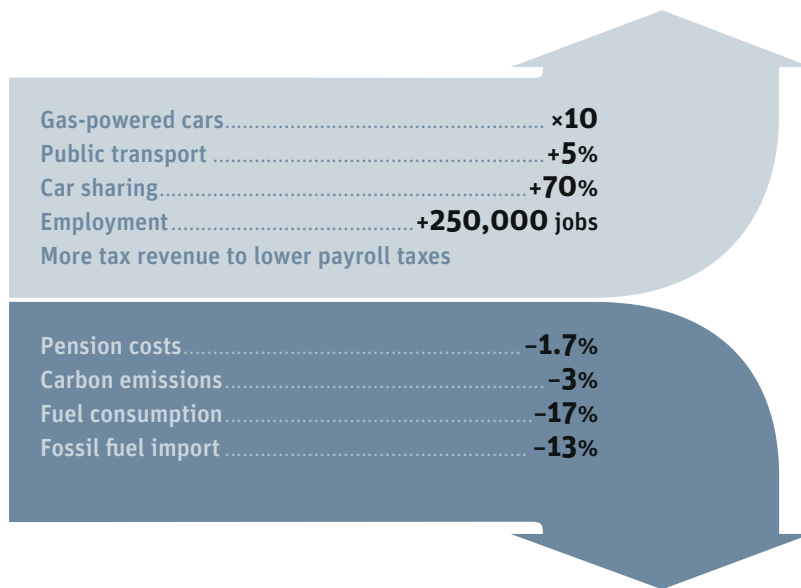 Gas-powered cars ×10
Public transport +5%
Car sharing +70%
Employment +250,000 jobs
More tax revenue to lower payroll taxes
Pension costs –1.7%
Carbon emissions –3%
Fuel consumption –17%
Fossil fuel import –13%